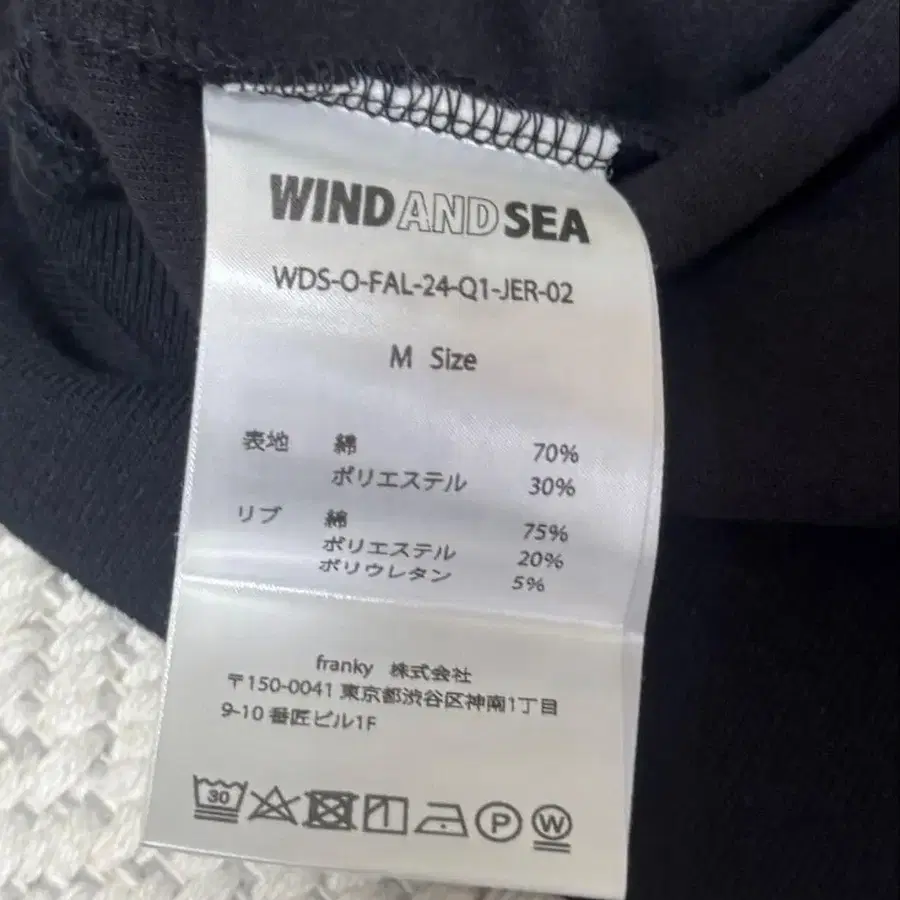 WIND AND SEA
WDS-O-FAL-24-Q1-JER-02
M Size
表地 綿 70%
ポリエステル 30%
リブ 綿 75%
ポリエステル 20%
ポリウレタン 5%
franky 株式会社
〒150-0041 東京都渋谷区神南1丁目
9-10 番匠ビル1F
30 P W